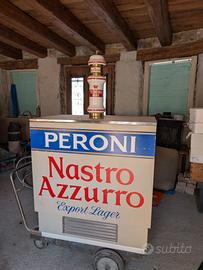 PERONI
Nastro
Azzurro
Export Lager
subito